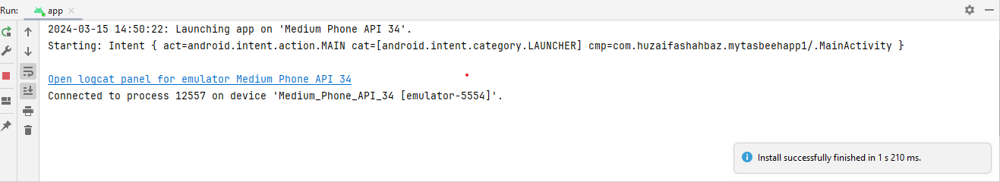 Run: app
2024-03-15 14:50:22: Launching app on 'Medium Phone API 34'.
Starting: Intent { act=android.intent.action.MAIN cat=[android.intent.category.LAUNCHER] cmp=com.huzaifashahbaz.mytasbeehapp1/.MainActivity }
Open logcat panel for emulator Medium Phone API 34
Connected to process 12557 on device 'Medium_Phone_API_34 [emulator-5554]'.
Install successfully finished in 1 s 210 ms.